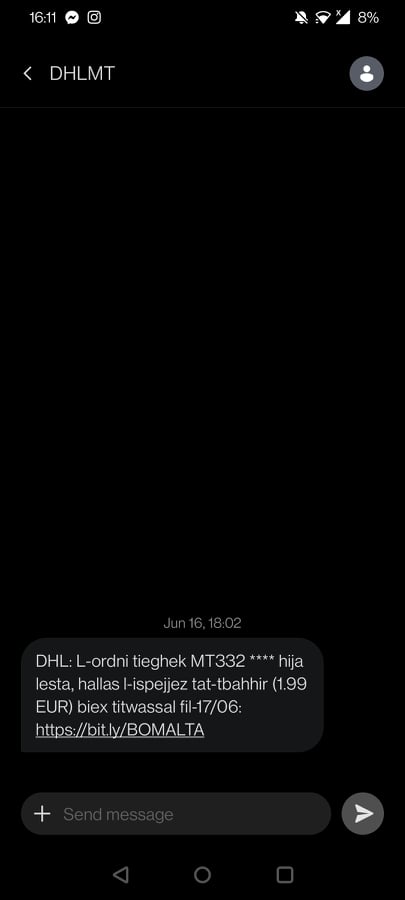 16:11
8%
DHLMT
Jun 16, 18:02
DHL: L-ordni tieghek MT332 **** hija
lesta, hallas l-ispejjez tat-tbahhir (1.99
EUR) biex titwassal fil-17/06:
https://bit.ly/BOMALTA
Send message